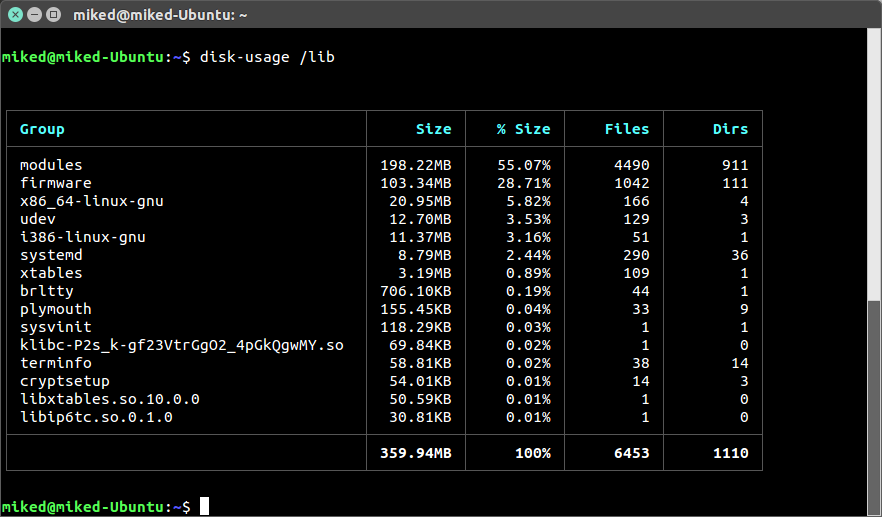 miked@miked-Ubuntu: ~
miked@miked-Ubuntu:~$ disk-usage /lib
Group Size % Size Files Dirs
modules 198.22MB 55.07% 4490 911
firmware 103.34MB 28.71% 1042 111
x86_64-linux-gnu 20.95MB 5.82% 166 4
udev 12.70MB 3.53% 129 3
i386-linux-gnu 11.37MB 3.16% 51 1
systemd 8.79MB 2.44% 290 36
xtables 3.19MB 0.89% 109 1
brltty 706.10KB 0.19% 44 1
plymouth 155.45KB 0.04% 33 9
sysvinit 118.29KB 0.03% 1 1
klibc-P2s_k-gf23VtrGgO2_4pGkQgwMY.so 69.84KB 0.02% 1 0
terminfo 58.81KB 0.02% 38 14
cryptsetup 54.01KB 0.01% 14 3
libxtables.so.10.0.0 50.59KB 0.01% 1 0
libip6tc.so.0.1.0 30.81KB 0.01% 1 0
359.94MB 100% 6453 1110
miked@miked-Ubuntu:~$